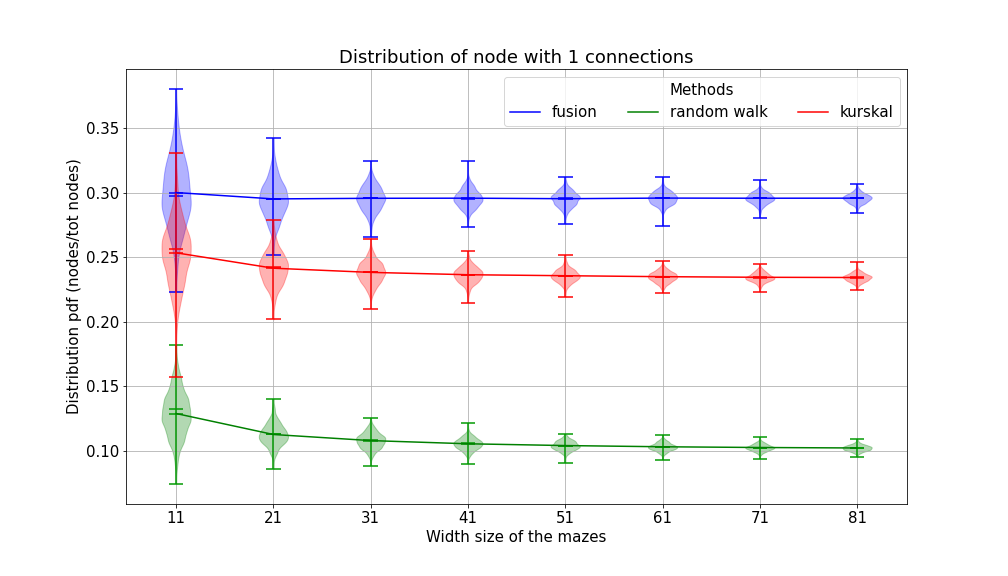 Distribution of node with 1 connections
Methods
fusion random walk kurskal
Distribution pdf (nodes/tot nodes)
0.35
0.30
0.25
0.20
0.15
0.10
11 21 31 41 51 61 71 81
Width size of the mazes